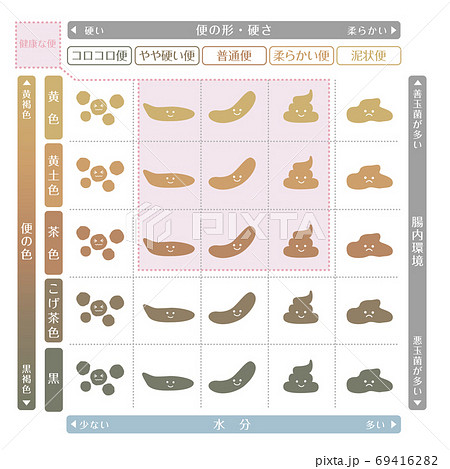 健康な便
硬い 便の形・硬さ 柔らかい
コロコロ便 やや硬い便 普通便 柔らかい便 泥状便
黄褐色
便の色
黒褐色
黄色
黄土色
茶色
こげ茶色
黒
善玉菌が多い
腸内環境
悪玉菌が多い
少ない 水分 多い
PIXTA
pixta.jp - 69416282